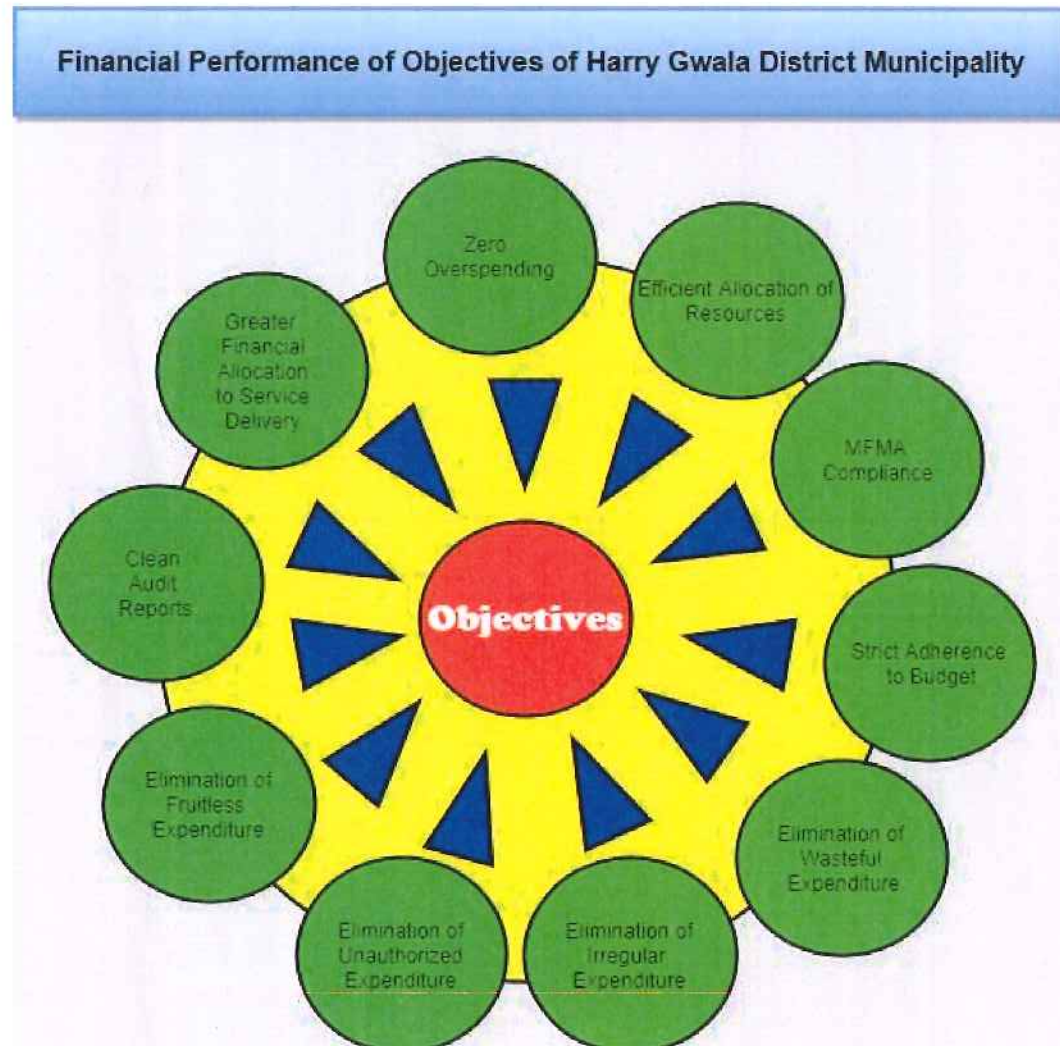 Financial Performance of Objectives of Harry Gwala District Municipality
Zero
Overspending
Efficient Allocation of
Resources
MFMA
Compliance
Strict Adherence
to Budget
Elimination of
Wasteful
Expenditure
Elimination of
Irregular
Expenditure
Elimination of
Unauthorized
Expenditure
Elimination of
Fruitless
Expenditure
Clean
Audit
Reports
Greater
Financial
Allocation
to Service
Delivery
Objectives